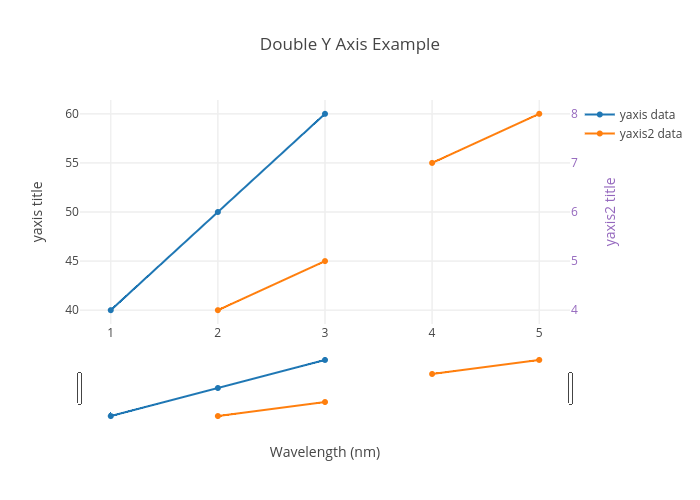 Double Y Axis Example
yaxis data
yaxis2 data
60
55
50
45
40
yaxis title
8
7
6
5
4
yaxis2 title
1 2 3 4 5
Wavelength (nm)